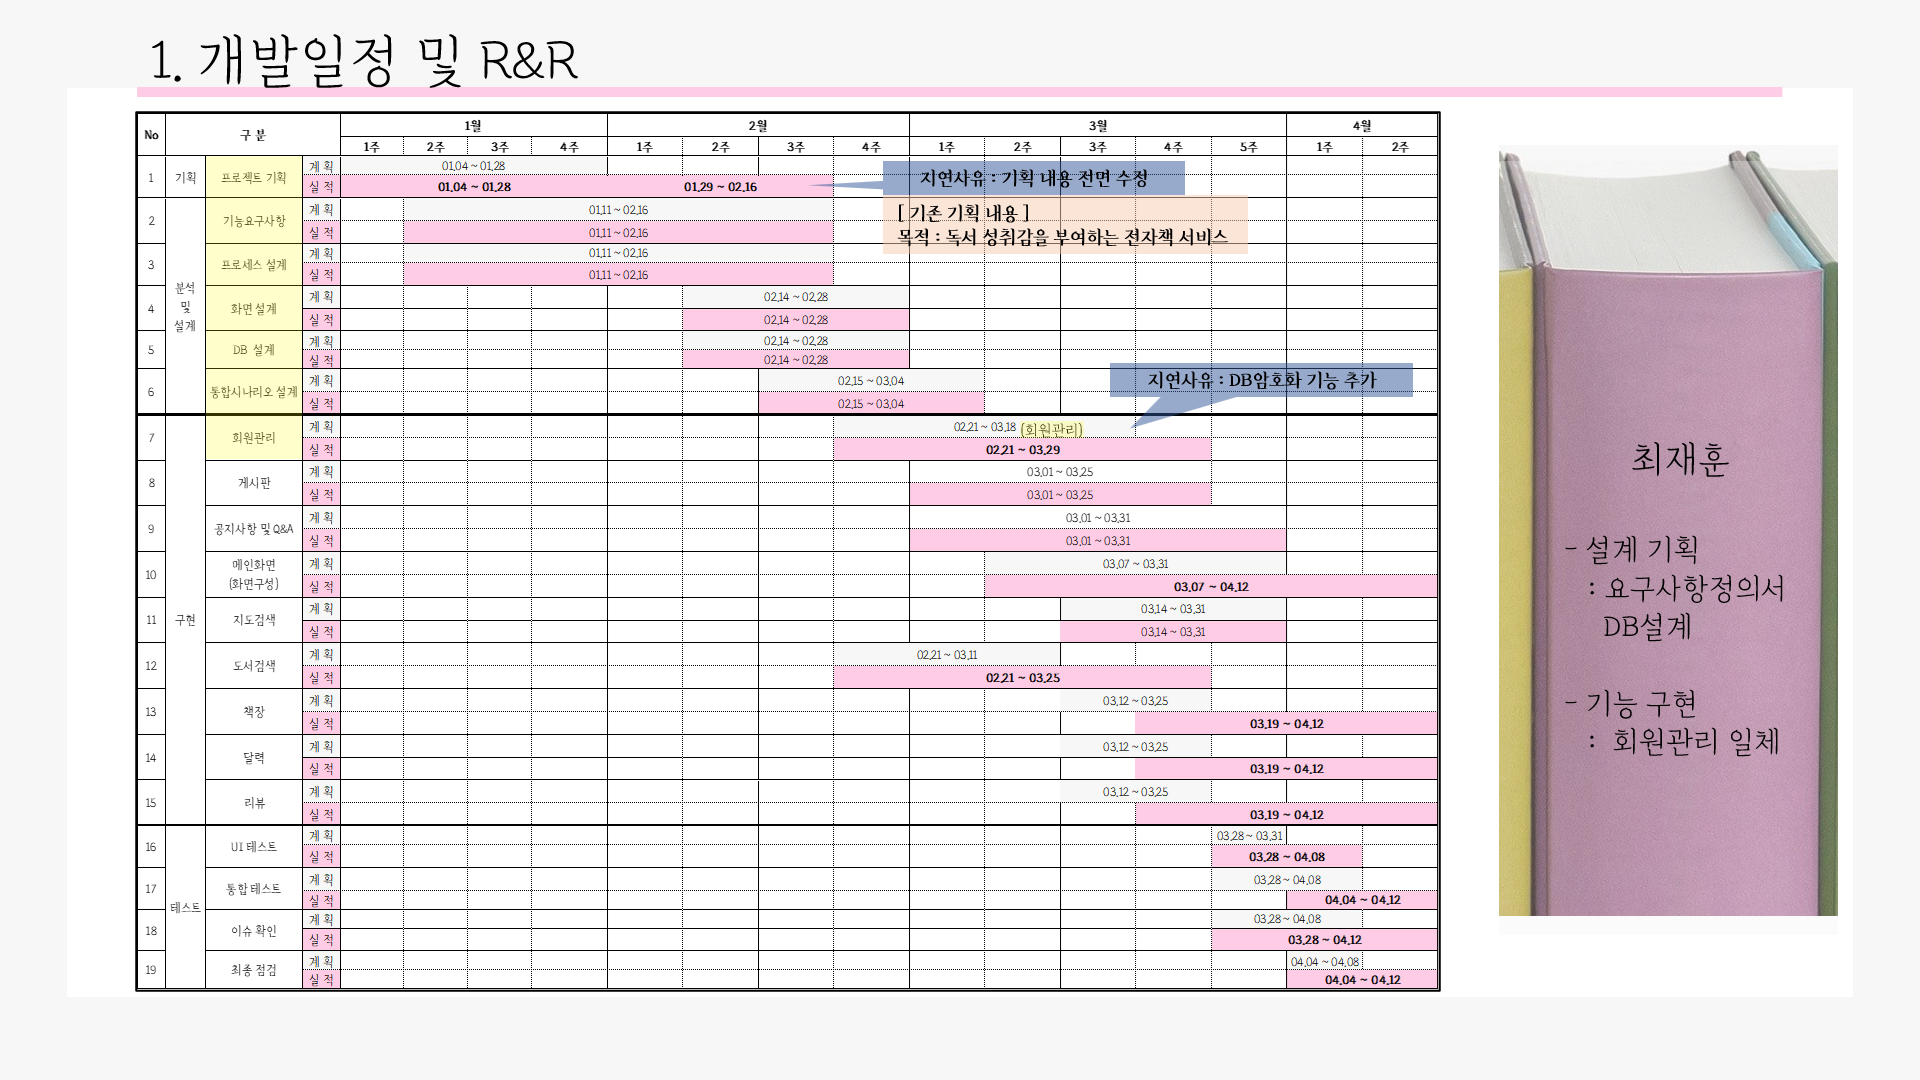 1. 개발일정 및 R&R
No 구 분 1월 2월 3월 4월
1주 2주 3주 4주 1주 2주 3주 4주 1주 2주 3주 4주 5주 1주 2주
1 기획 프로젝트 기획 계 획 01.04 ~ 01.28
실 적 01.04 ~ 01.28 01.29 ~ 02.16
지연사유 : 기획 내용 전면 수정
[ 기존 기획 내용 ]
목적 : 독서 성취감을 부여하는 전자책 서비스
분석
및
설계
2 기능요구사항 계 획 01.11 ~ 02.16
실 적 01.11 ~ 02.16
3 프로세스 설계 계 획 01.11 ~ 02.16
실 적 01.11 ~ 02.16
4 화면 설계 계 획 02.14 ~ 02.28
실 적 02.14 ~ 02.28
5 DB 설계 계 획 02.14 ~ 02.28
실 적 02.14 ~ 02.28
6 통합시나리오 설계 계 획 02.15 ~ 03.04
실 적 02.15 ~ 03.04
지연사유 : DB암호화 기능 추가
구현
7 회원관리 계 획 02.21 ~ 03.18 (회원관리)
실 적 02.21 ~ 03.29
8 게시판 계 획 03.01 ~ 03.25
실 적 03.01 ~ 03.25
9 공지사항 및 Q&A 계 획 03.01 ~ 03.31
실 적 03.01 ~ 03.31
10 메인화면 계 획 03.07 ~ 03.31
(화면구성) 실 적 03.07 ~ 04.12
11 지도검색 계 획 03.14 ~ 03.31
실 적 03.14 ~ 03.31
12 도서검색 계 획 02.21 ~ 03.11
실 적 02.21 ~ 03.25
13 책장 계 획 03.12 ~ 03.25
실 적 03.19 ~ 04.12
14 달력 계 획 03.12 ~ 03.25
실 적 03.19 ~ 04.12
15 리뷰 계 획 03.12 ~ 03.25
실 적 03.19 ~ 04.12
테스트
16 UI 테스트 계 획 03.28 ~ 03.31
실 적 03.28 ~ 04.08
17 통합 테스트 계 획 03.28 ~ 04.08
실 적 04.04 ~ 04.12
18 이슈 확인 계 획 03.28 ~ 04.08
실 적 03.28 ~ 04.12
19 최종 점검 계 획 04.04 ~ 04.08
실 적 04.04 ~ 04.12
최재훈
- 설계 기획
: 요구사항정의서
DB설계
- 기능 구현
: 회원관리 일체